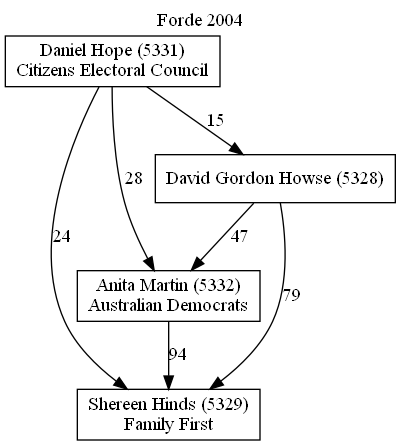 Forde 2004
Daniel Hope (5331)
Citizens Electoral Council
15
David Gordon Howse (5328)
28
24
47
Anita Martin (5332)
Australian Democrats
79
94
Shereen Hinds (5329)
Family First